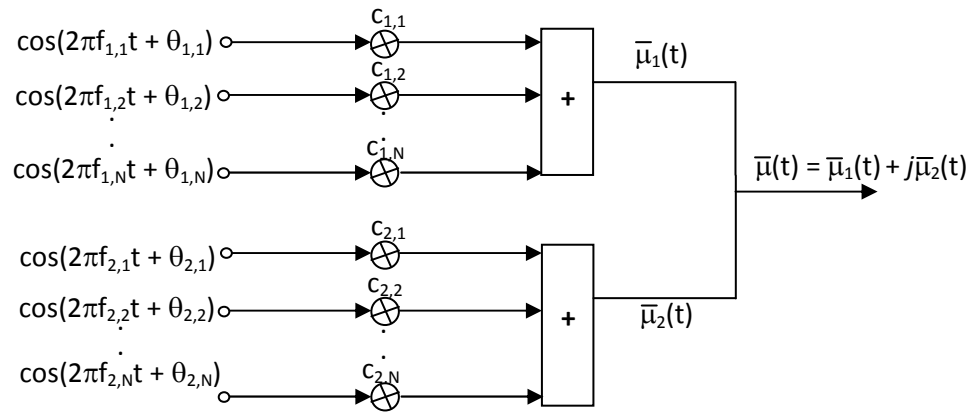 c₁,₁
cos(2πf₁,₁t + θ₁,₁)
c₁,₂
cos(2πf₁,₂t + θ₁,₂)
.
.
c₁,N
cos(2πf₁,Nt + θ₁,N)
+
μ̅₁(t)
μ̅(t) = μ̅₁(t) + jμ̅₂(t)
c₂,₁
cos(2πf₂,₁t + θ₂,₁)
c₂,₂
cos(2πf₂,₂t + θ₂,₂)
.
.
c₂,N
cos(2πf₂,Nt + θ₂,N)
+
μ̅₂(t)